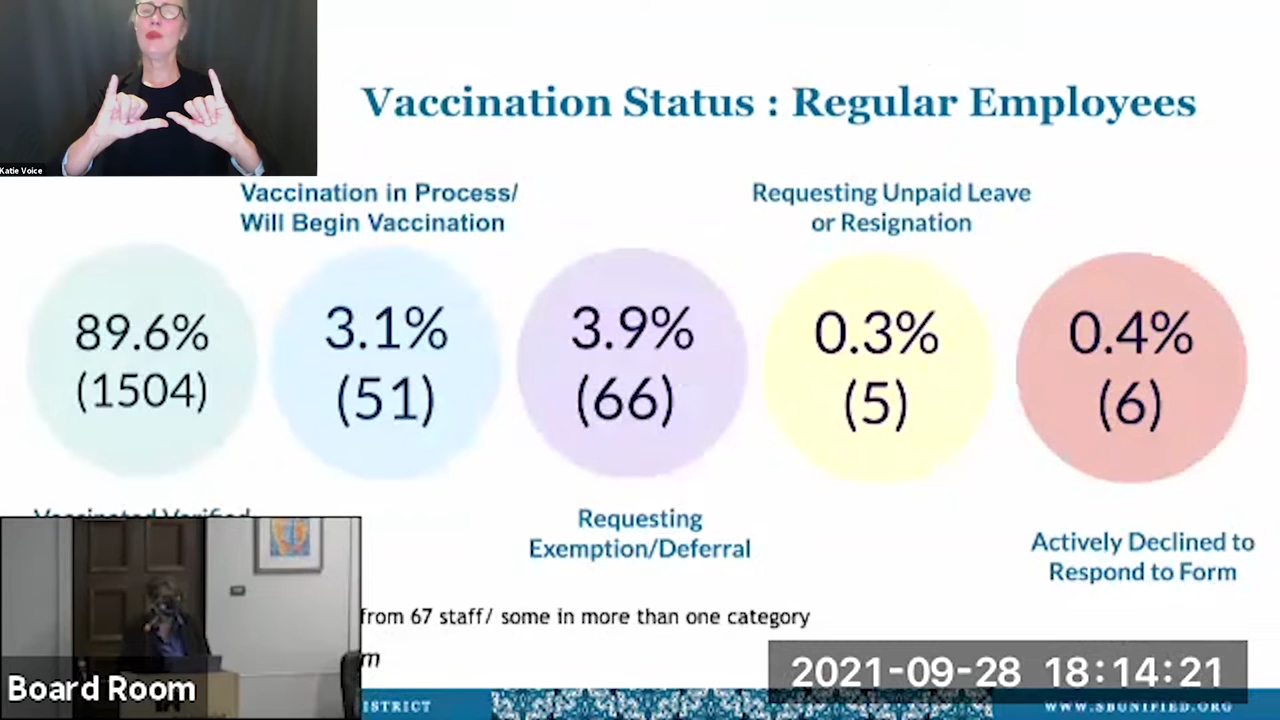 Katie Voice
Vaccination Status : Regular Employees
Vaccination in Process/
Will Begin Vaccination
Requesting Unpaid Leave
or Resignation
89.6%
(1504)
3.1%
(51)
3.9%
(66)
0.3%
(5)
0.4%
(6)
Vaccinated Verified
Requesting
Exemption/Deferral
Actively Declined to
Respond to Form
from 67 staff/ some in more than one category
Board Room
2021-09-28 18:14:21
WWW.SBUNIFIED.ORG